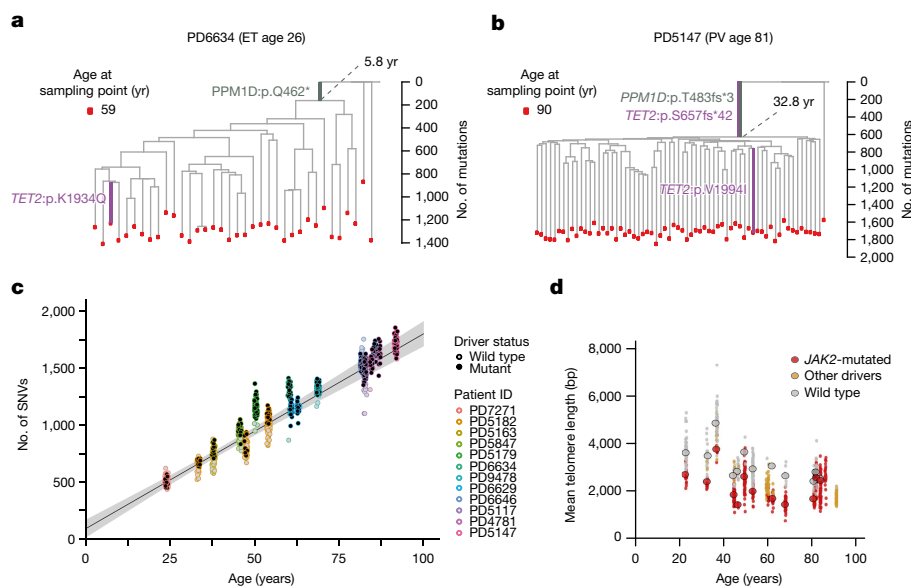 a
PD6634 (ET age 26)
5.8 yr
Age at
sampling point (yr)
59
PPM1D:p.Q462*
TET2:p.K1934Q
0
200
400
600
800
1,000
1,200
1,400
No. of mutations
b
PD5147 (PV age 81)
Age at
sampling point (yr)
90
PPM1D:p.T483fs*3
TET2:p.S657fs*42
32.8 yr
TET2:p.V1994I
0
200
400
600
800
1,000
1,200
1,400
1,600
1,800
2,000
No. of mutations
c
No. of SNVs
2,000
1,500
1,000
500
0
0
25
50
75
100
Age (years)
Driver status
Wild type
Mutant
Patient ID
PD7271
PD5182
PD5163
PD5847
PD5179
PD6634
PD9478
PD6629
PD6646
PD5117
PD4781
PD5147
d
Mean telomere length (bp)
8,000
6,000
4,000
2,000
0
0
20
40
60
80
100
Age (years)
JAK2-mutated
Other drivers
Wild type